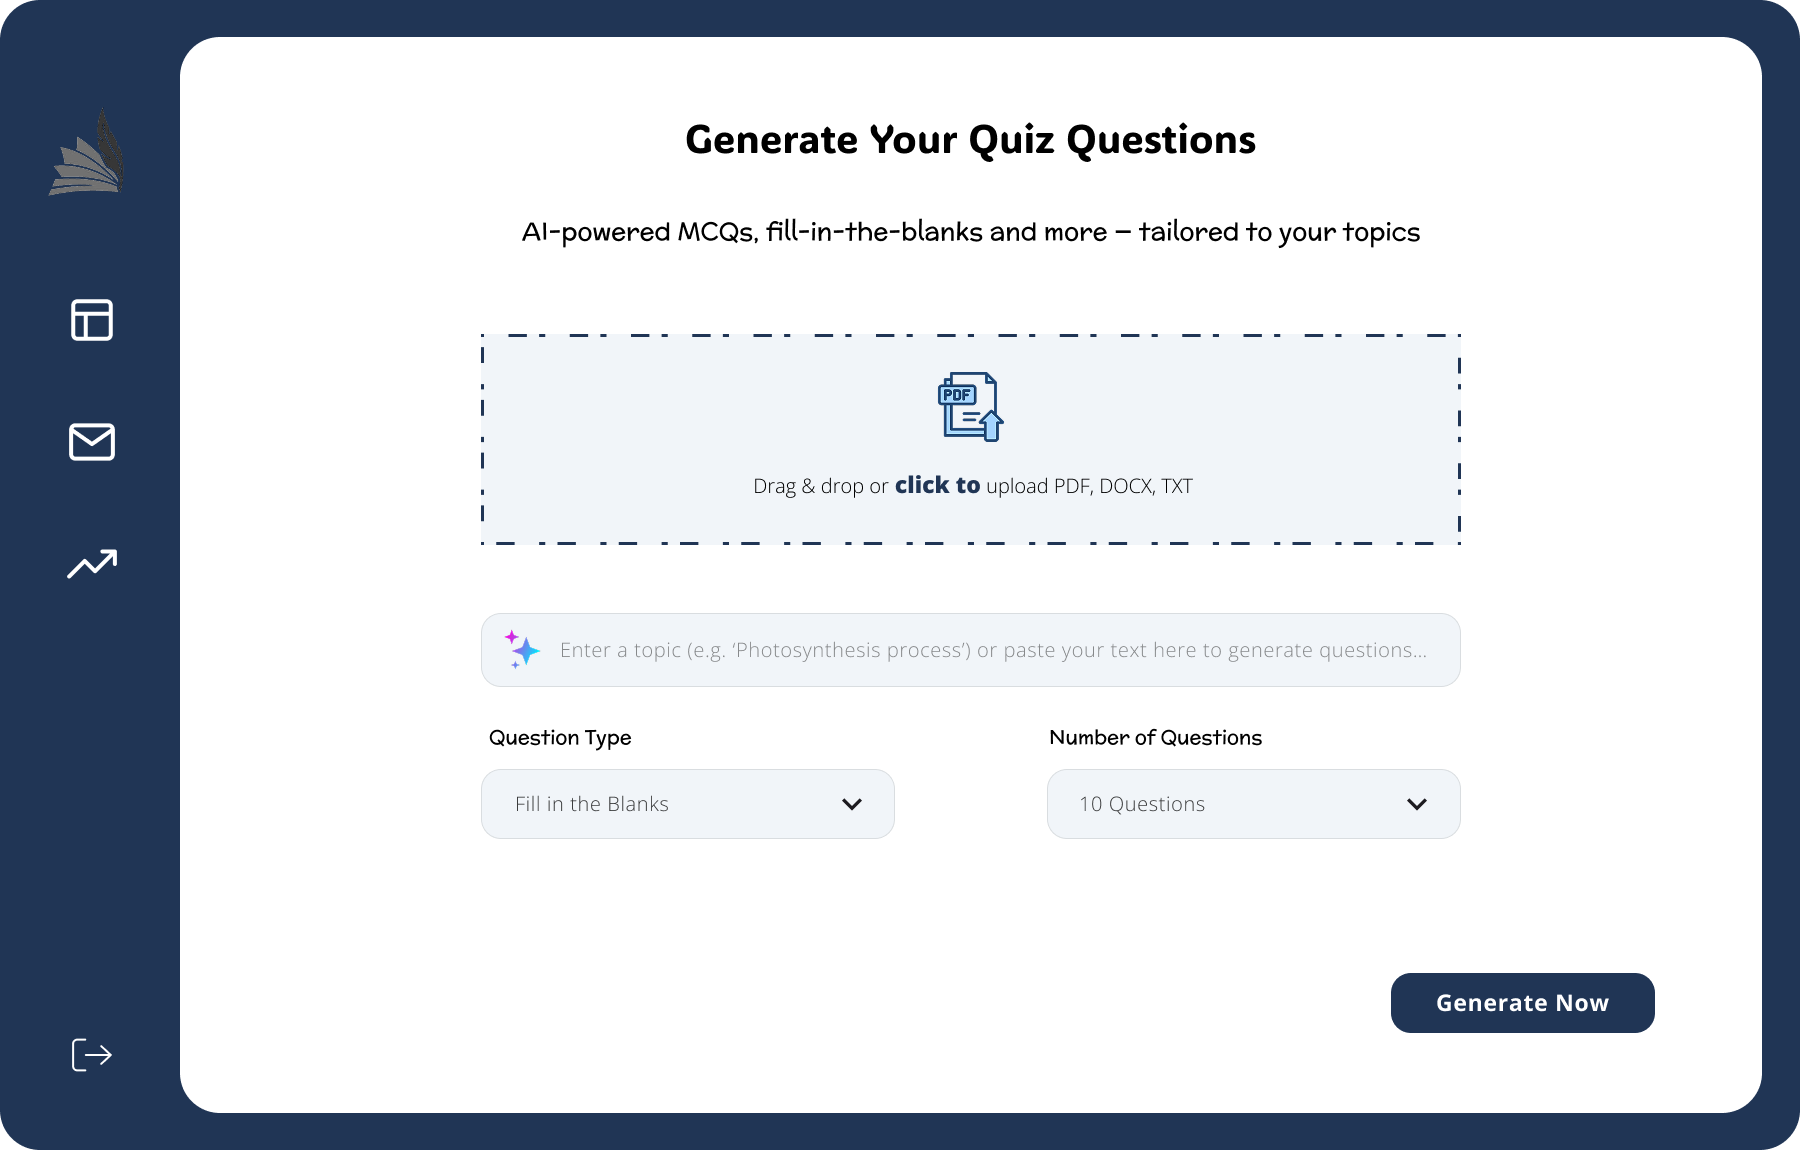 Generate Your Quiz Questions
AI-powered MCQs, fill-in-the-blanks and more – tailored to your topics
PDF
Drag & drop or click to upload PDF, DOCX, TXT
Enter a topic (e.g. ‘Photosynthesis process’) or paste your text here to generate questions...
Question Type
Number of Questions
Fill in the Blanks
10 Questions
Generate Now